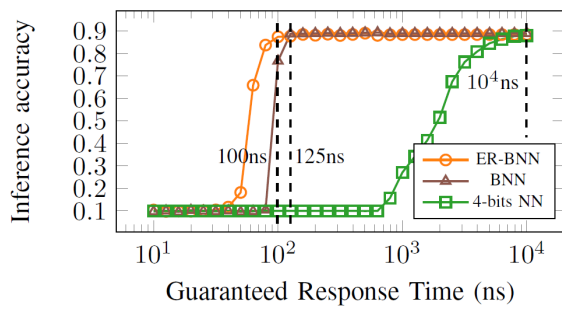 Inference accuracy
0.9
0.8
0.7
0.6
0.5
0.4
0.3
0.2
0.1
10⁴ns
100ns
125ns
ER-BNN
BNN
4-bits NN
10¹
10²
10³
10⁴
Guaranteed Response Time (ns)